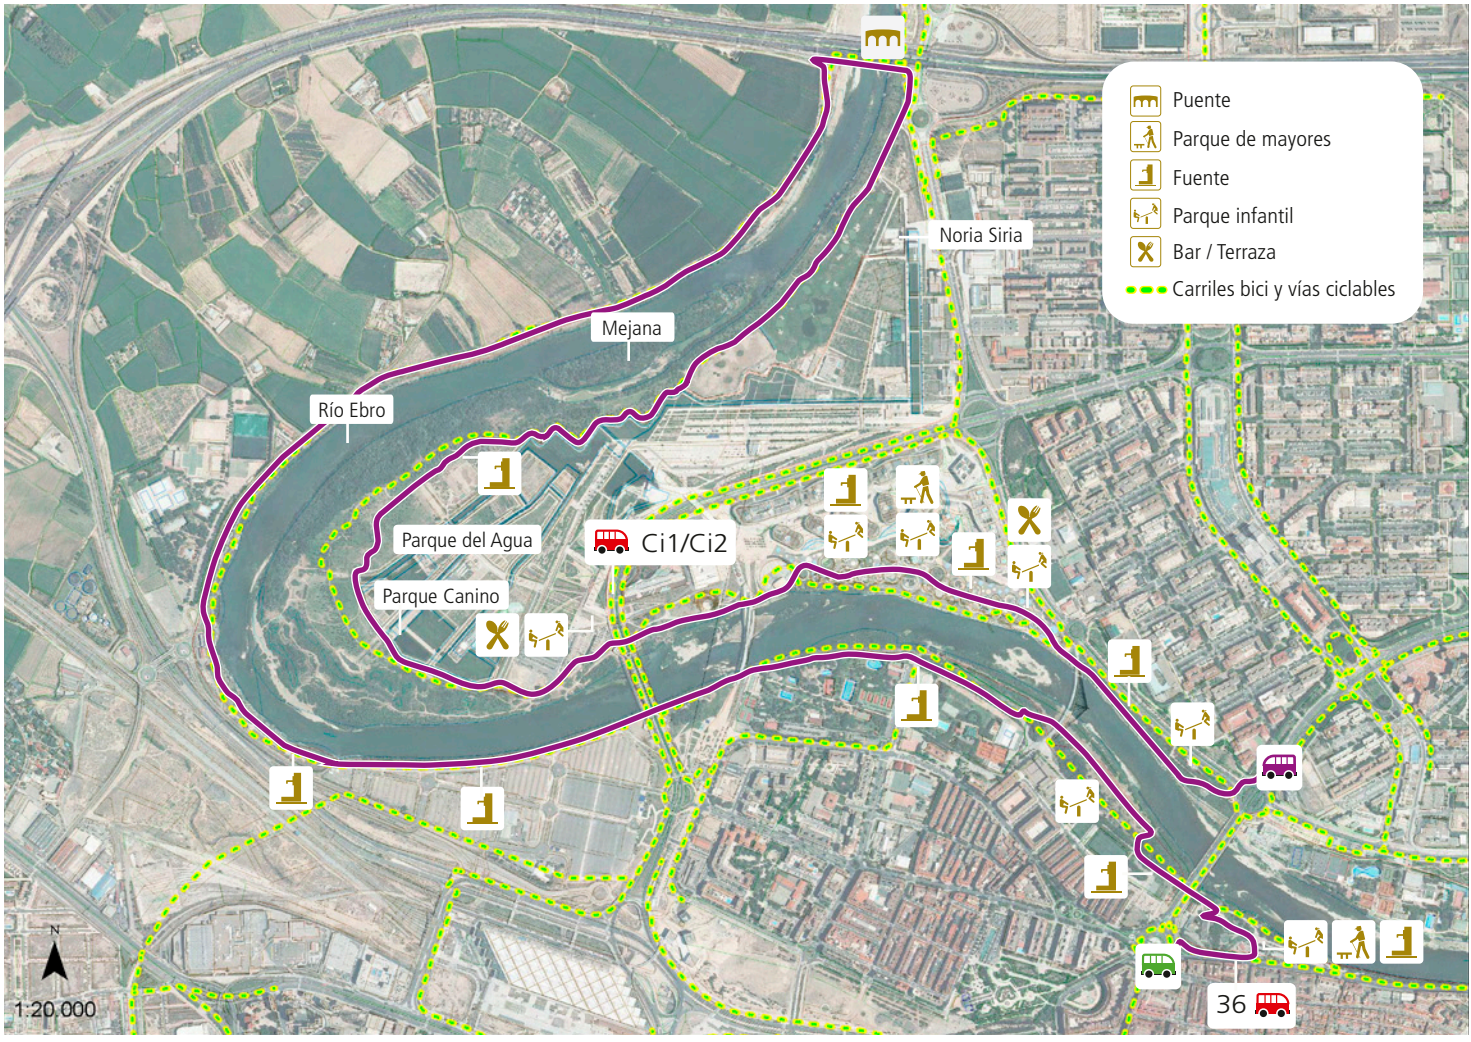 Puente
Parque de mayores
Fuente
Parque infantil
Bar / Terraza
Carriles bici y vías ciclables
Noria Siria
Mejana
Río Ebro
Parque del Agua
Ci1/Ci2
Parque Canino
N
1:20.000
36